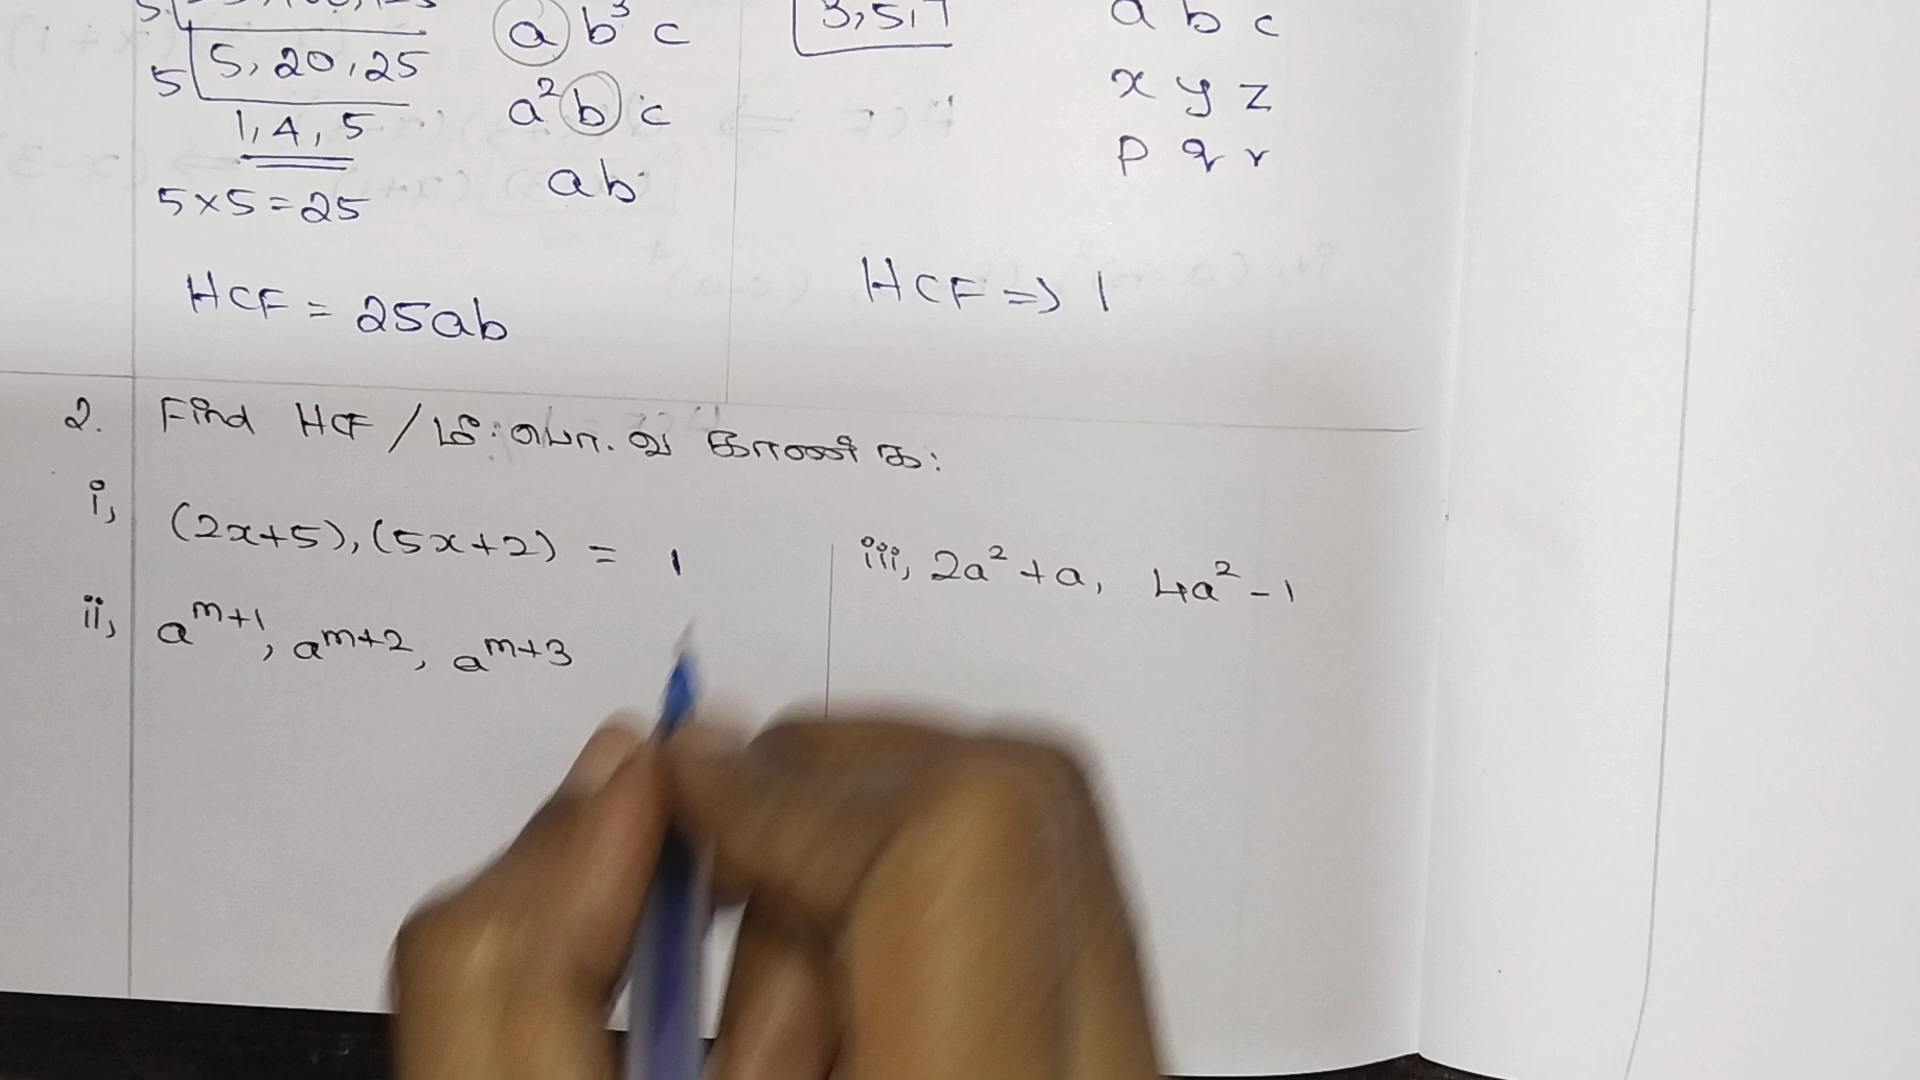 5, 20, 25
5
1, 4, 5
5×5=25
a b³ c
a² b c
ab
HCF = 25ab
3, 5, 7
a b c
x y z
p q r
HCF ⇒ 1
2. Find HCF / மீ.பொ.வ காண்க:
i, (2x+5), (5x+2) = 1
ii, a^{m+1}, a^{m+2}, a^{m+3}
iii, 2a²+a, 4a²-1